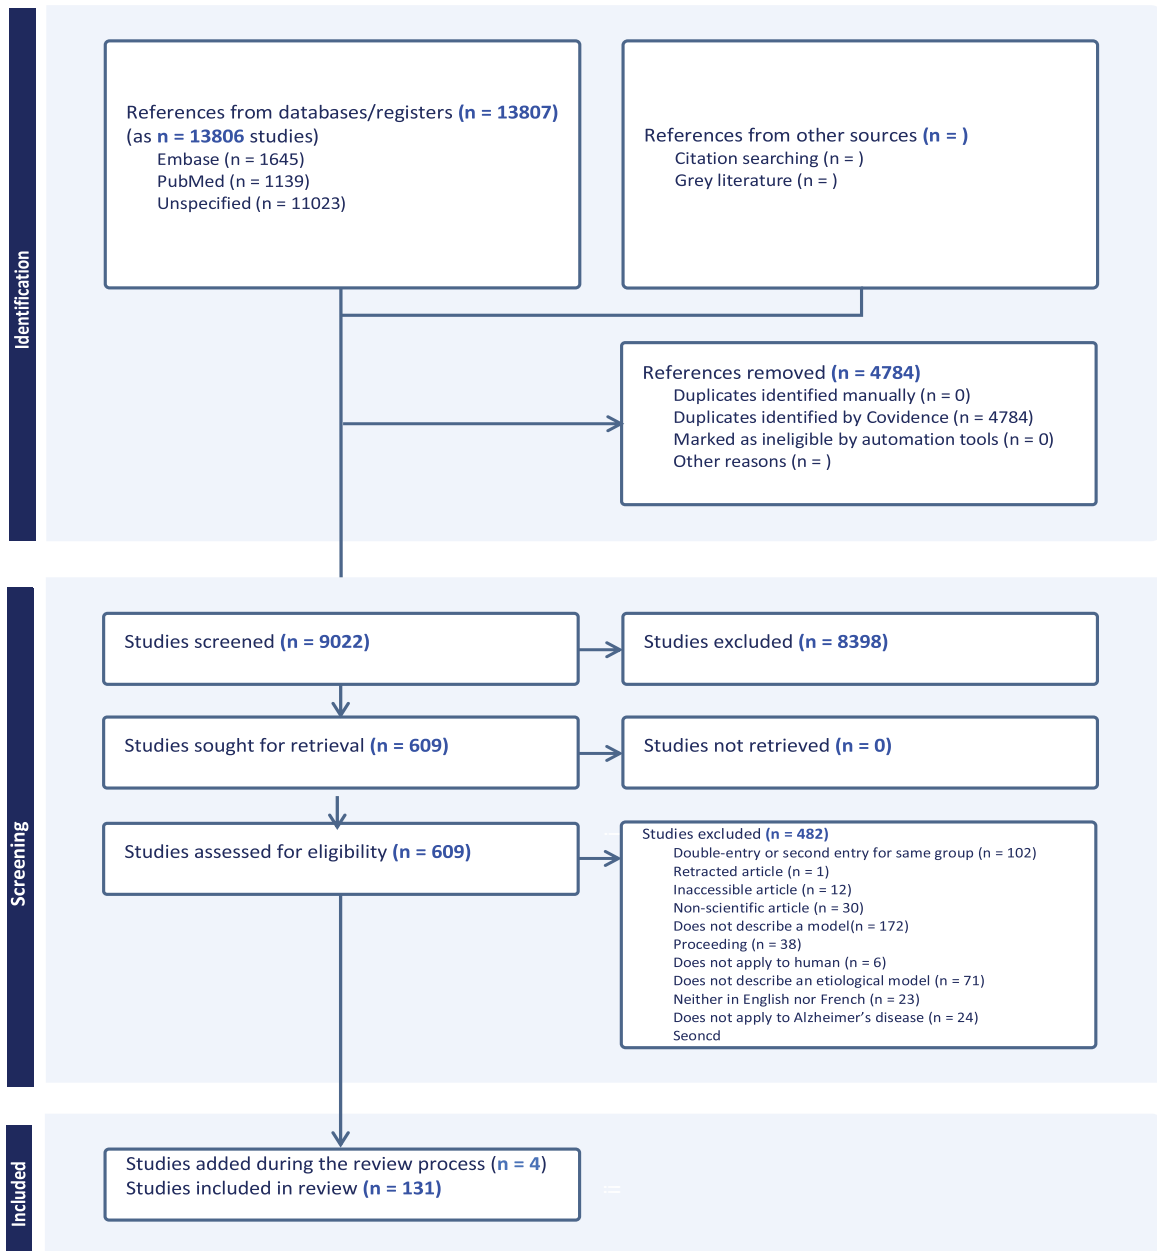 Identification
References from databases/registers (n = 13807)
(as n = 13806 studies)
Embase (n = 1645)
PubMed (n = 1139)
Unspecified (n = 11023)
References from other sources (n = )
Citation searching (n = )
Grey literature (n = )
References removed (n = 4784)
Duplicates identified manually (n = 0)
Duplicates identified by Covidence (n = 4784)
Marked as ineligible by automation tools (n = 0)
Other reasons (n = )
Screening
Studies screened (n = 9022)
Studies excluded (n = 8398)
Studies sought for retrieval (n = 609)
Studies not retrieved (n = 0)
Studies assessed for eligibility (n = 609)
Studies excluded (n = 482)
Double-entry or second entry for same group (n = 102)
Retracted article (n = 1)
Inaccessible article (n = 12)
Non-scientific article (n = 30)
Does not describe a model(n = 172)
Proceeding (n = 38)
Does not apply to human (n = 6)
Does not describe an etiological model (n = 71)
Neither in English nor French (n = 23)
Does not apply to Alzheimer’s disease (n = 24)
Seoncd
Included
Studies added during the review process (n = 4)
Studies included in review (n = 131)